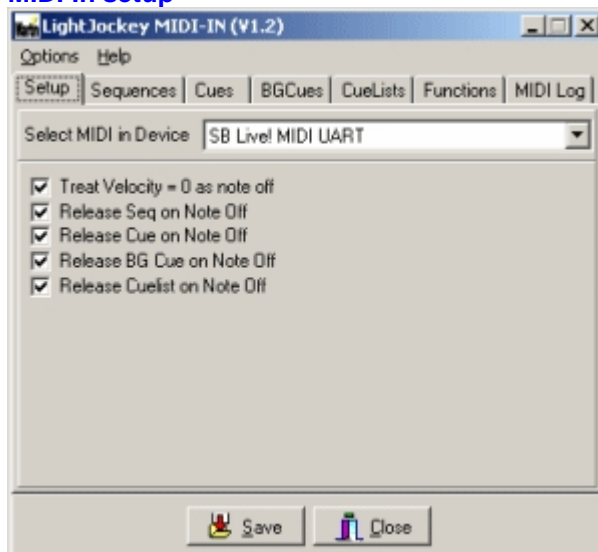 MIDI In Setup
LightJockey MIDI-IN (V1.2)
Options Help
Setup Sequences Cues BGCues CueLists Functions MIDI Log
Select MIDI in Device SB Live! MIDI UART
Treat Velocity = 0 as note off
Release Seq on Note Off
Release Cue on Note Off
Release BG Cue on Note Off
Release Cuelist on Note Off
Save Close